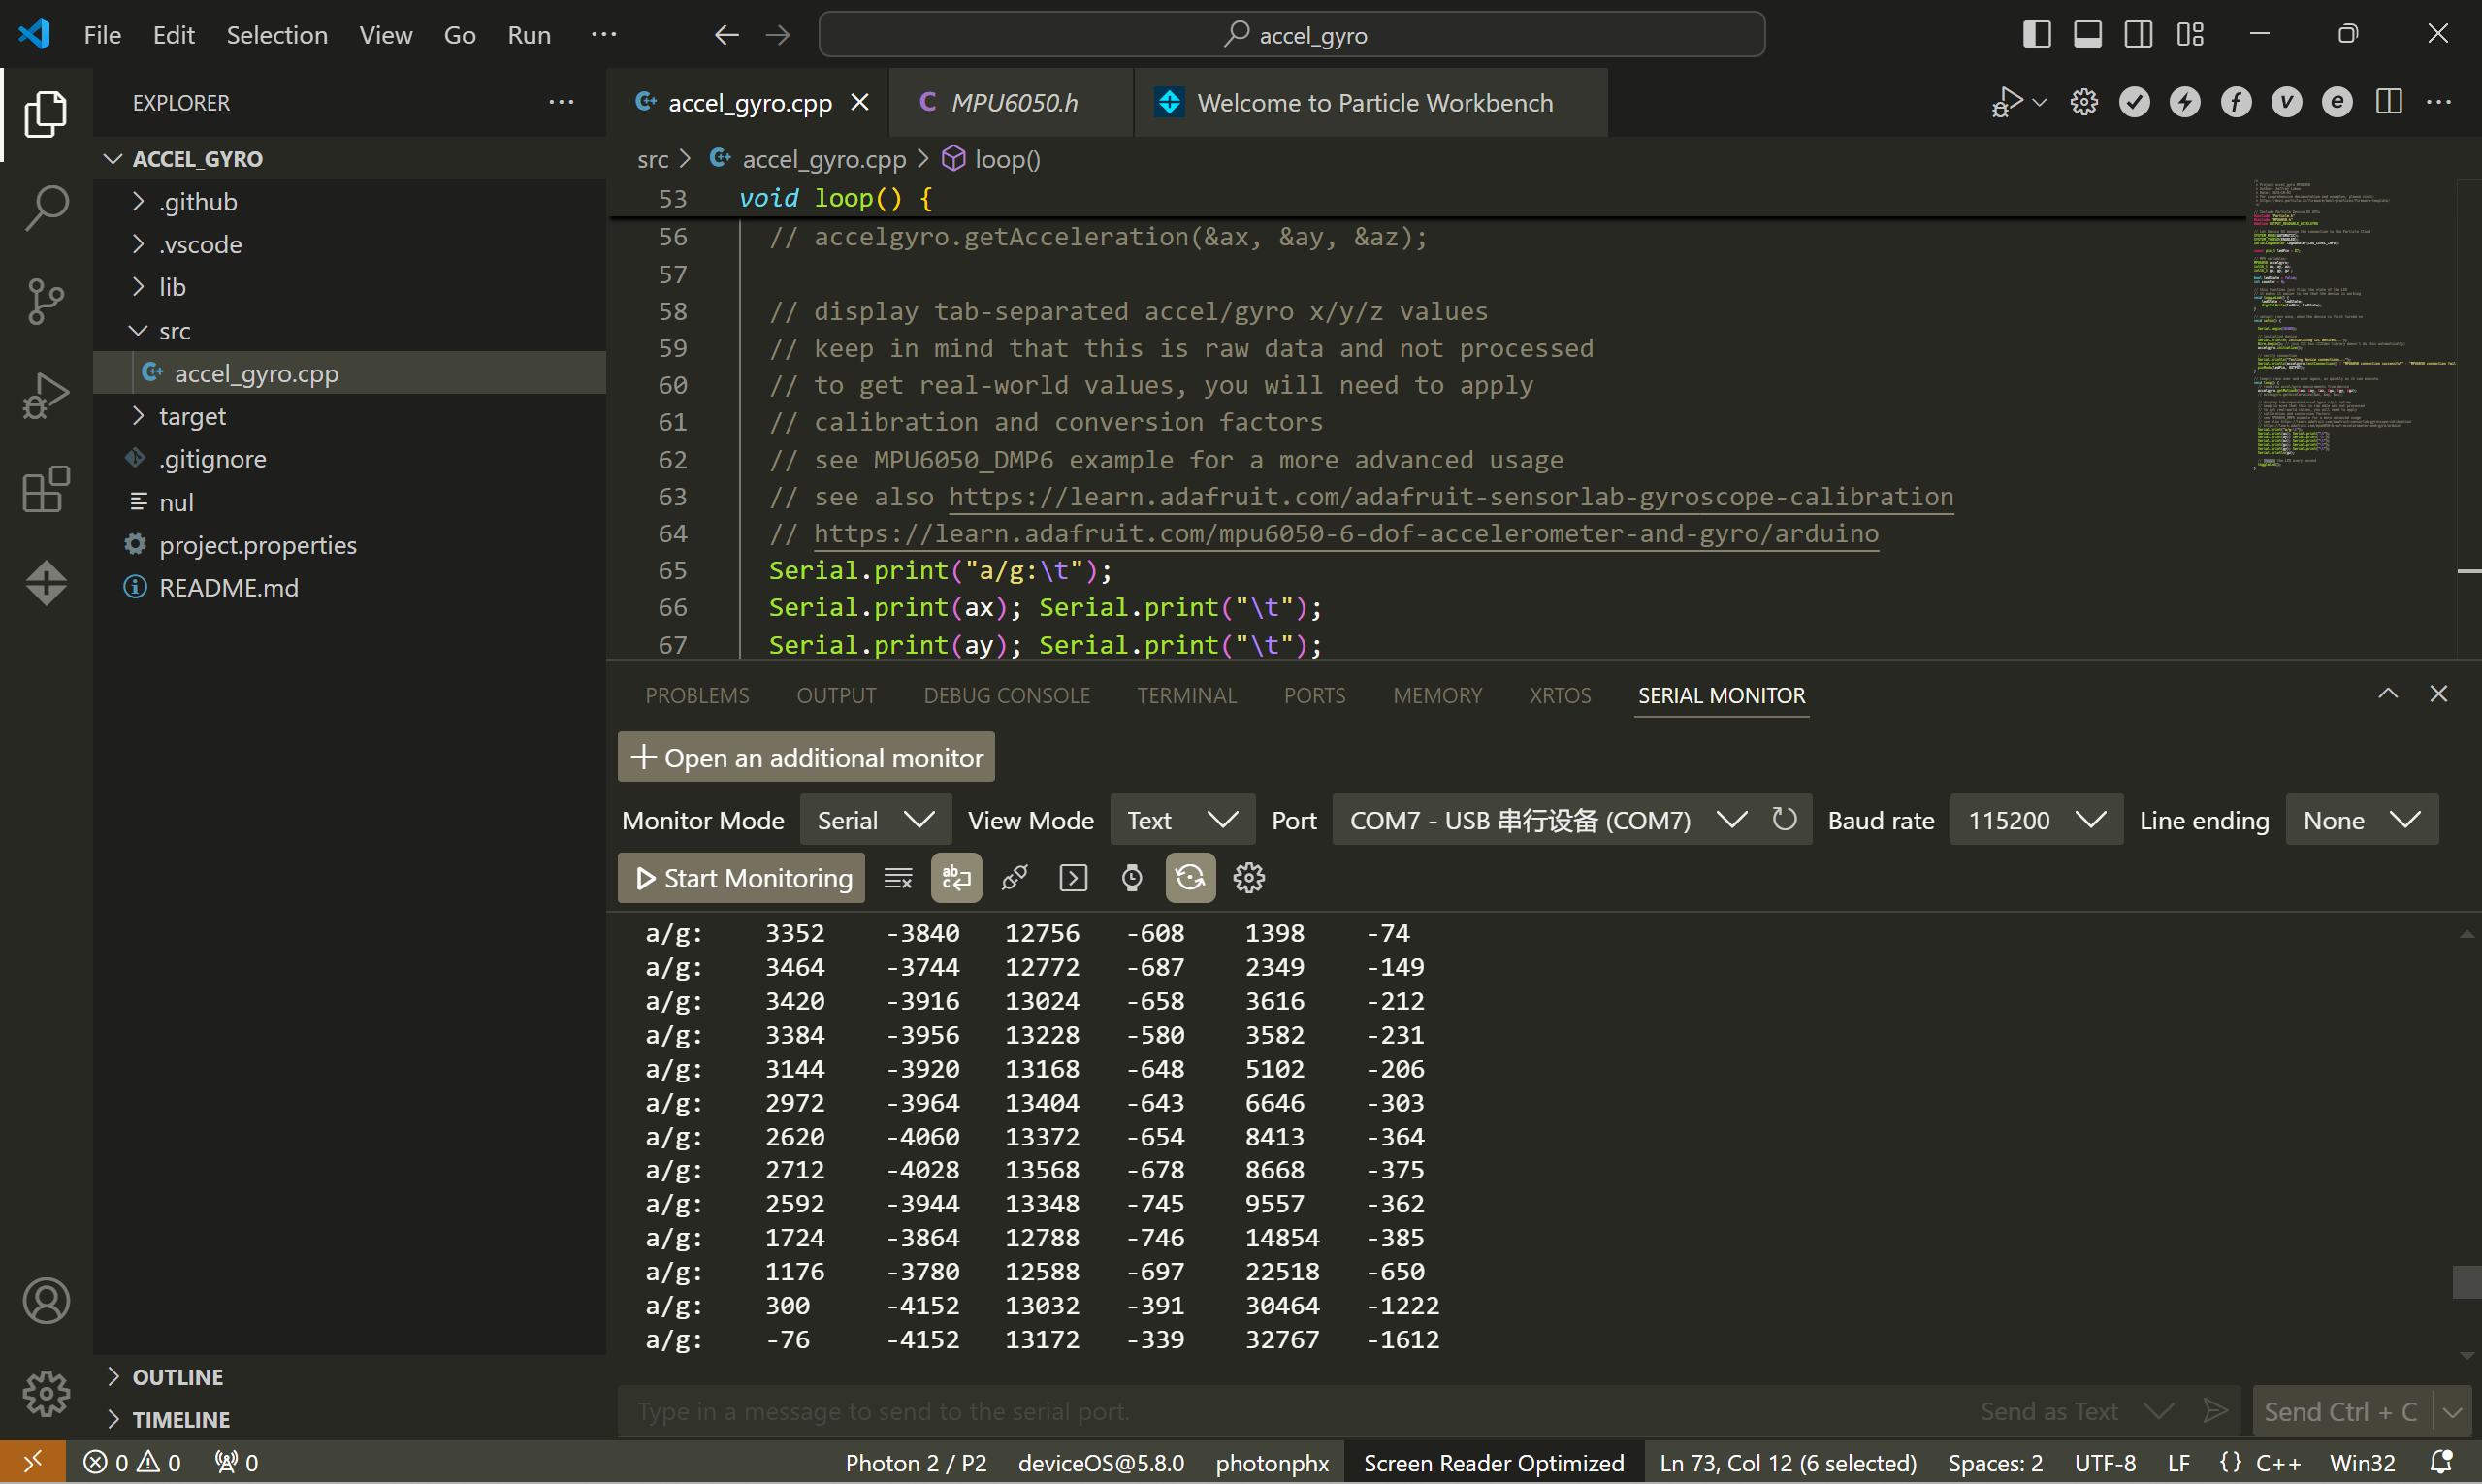 File Edit Selection View Go Run ···
accel_gyro
EXPLORER
ACCEL_GYRO
.github
.vscode
lib
src
accel_gyro.cpp
target
.gitignore
nul
project.properties
README.md
OUTLINE
TIMELINE
accel_gyro.cpp
MPU6050.h
Welcome to Particle Workbench
src > accel_gyro.cpp > loop()
53 void loop() {
56 // accelgyro.getAcceleration(&ax, &ay, &az);
57
58 // display tab-separated accel/gyro x/y/z values
59 // keep in mind that this is raw data and not processed
60 // to get real-world values, you will need to apply
61 // calibration and conversion factors
62 // see MPU6050_DMP6 example for a more advanced usage
63 // see also https://learn.adafruit.com/adafruit-sensorlab-gyroscope-calibration
64 // https://learn.adafruit.com/mpu6050-6-dof-accelerometer-and-gyro/arduino
65 Serial.print("a/g:\t");
66 Serial.print(ax); Serial.print("\t");
67 Serial.print(ay); Serial.print("\t");
PROBLEMS OUTPUT DEBUG CONSOLE TERMINAL PORTS MEMORY XRTOS SERIAL MONITOR
Open an additional monitor
Monitor Mode Serial View Mode Text Port COM7 - USB 串行设备 (COM7) Baud rate 115200 Line ending None
Start Monitoring
a/g: 3352 -3840 12756 -608 1398 -74
a/g: 3464 -3744 12772 -687 2349 -149
a/g: 3420 -3916 13024 -658 3616 -212
a/g: 3384 -3956 13228 -580 3582 -231
a/g: 3144 -3920 13168 -648 5102 -206
a/g: 2972 -3964 13404 -643 6646 -303
a/g: 2620 -4060 13372 -654 8413 -364
a/g: 2712 -4028 13568 -678 8668 -375
a/g: 2592 -3944 13348 -745 9557 -362
a/g: 1724 -3864 12788 -746 14854 -385
a/g: 1176 -3780 12588 -697 22518 -650
a/g: 300 -4152 13032 -391 30464 -1222
a/g: -76 -4152 13172 -339 32767 -1612
Type in a message to send to the serial port. Send as Text Send Ctrl + C
0 0 0 Photon 2 / P2 deviceOS@5.8.0 photonphx Screen Reader Optimized Ln 73, Col 12 (6 selected) Spaces: 2 UTF-8 LF {} C++ Win32